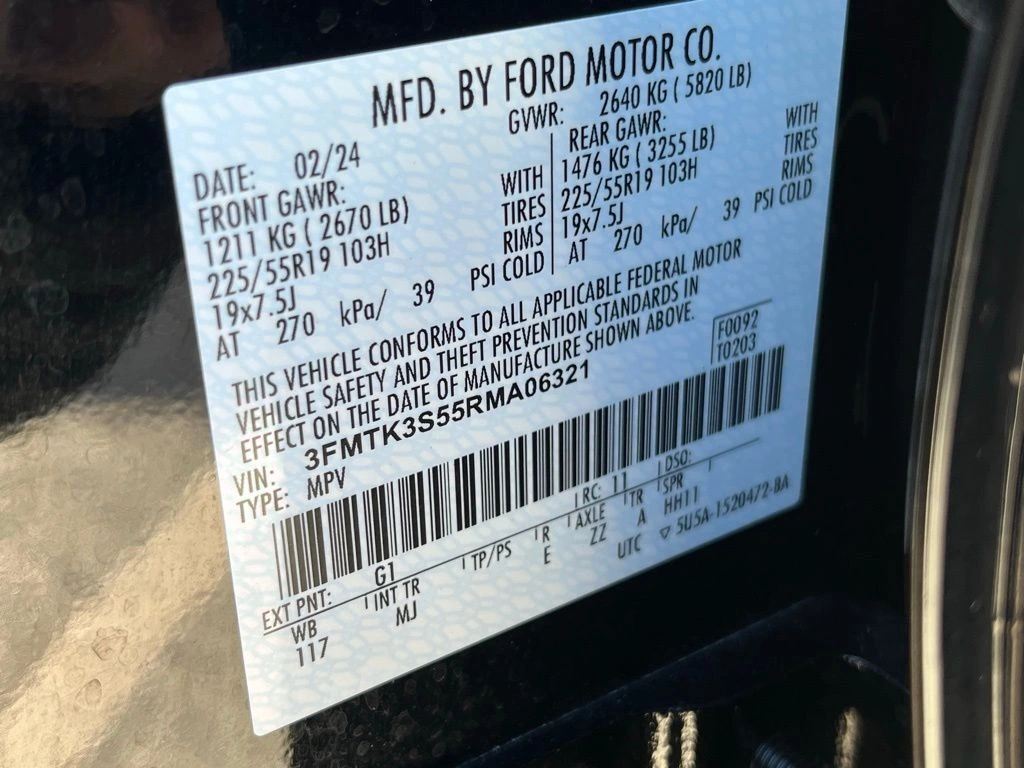 MFD. BY FORD MOTOR CO.
DATE: 02/24
GVWR: 2640 KG ( 5820 LB)
FRONT GAWR:
1211 KG ( 2670 LB) WITH
225/55R19 103H TIRES
19x7.5J RIMS
AT 270 kPa/ 39 PSI COLD
REAR GAWR:
1476 KG ( 3255 LB) WITH
225/55R19 103H TIRES
19x7.5J RIMS
AT 270 kPa/ 39 PSI COLD
THIS VEHICLE CONFORMS TO ALL APPLICABLE FEDERAL MOTOR
VEHICLE SAFETY AND THEFT PREVENTION STANDARDS IN
EFFECT ON THE DATE OF MANUFACTURE SHOWN ABOVE.
F0092
T0203
VIN: 3FMTK3S55RMA06321
TYPE: MPV
EXT PNT: G1 RC: 11 DSO:
WB INT TR TP/PS R AXLE TR SPR
117 MJ E ZZ A HH11
UTC ▽ 5U5A-1520472-BA